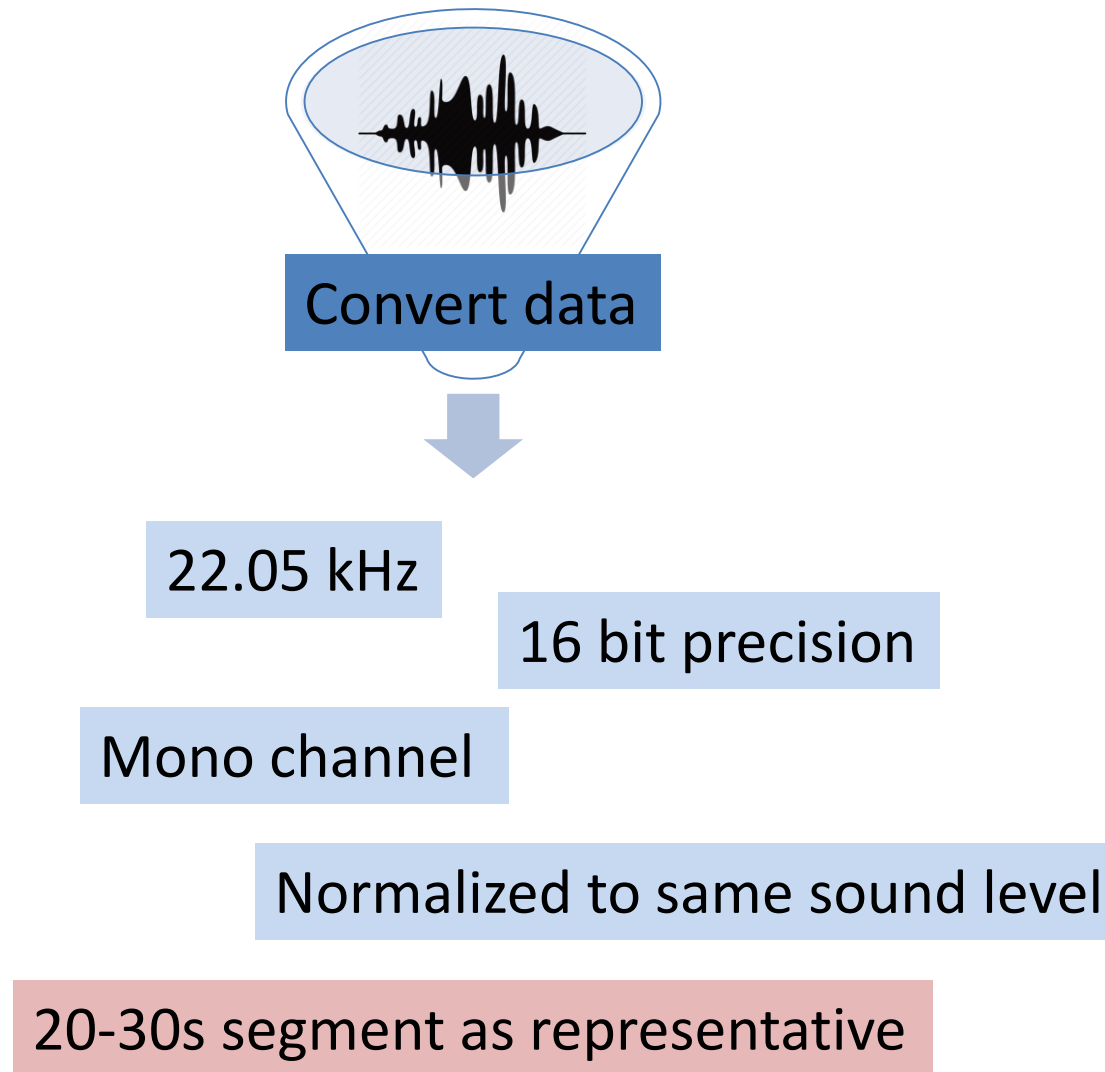 Convert data
22.05 kHz
16 bit precision
Mono channel
Normalized to same sound level
20-30s segment as representative